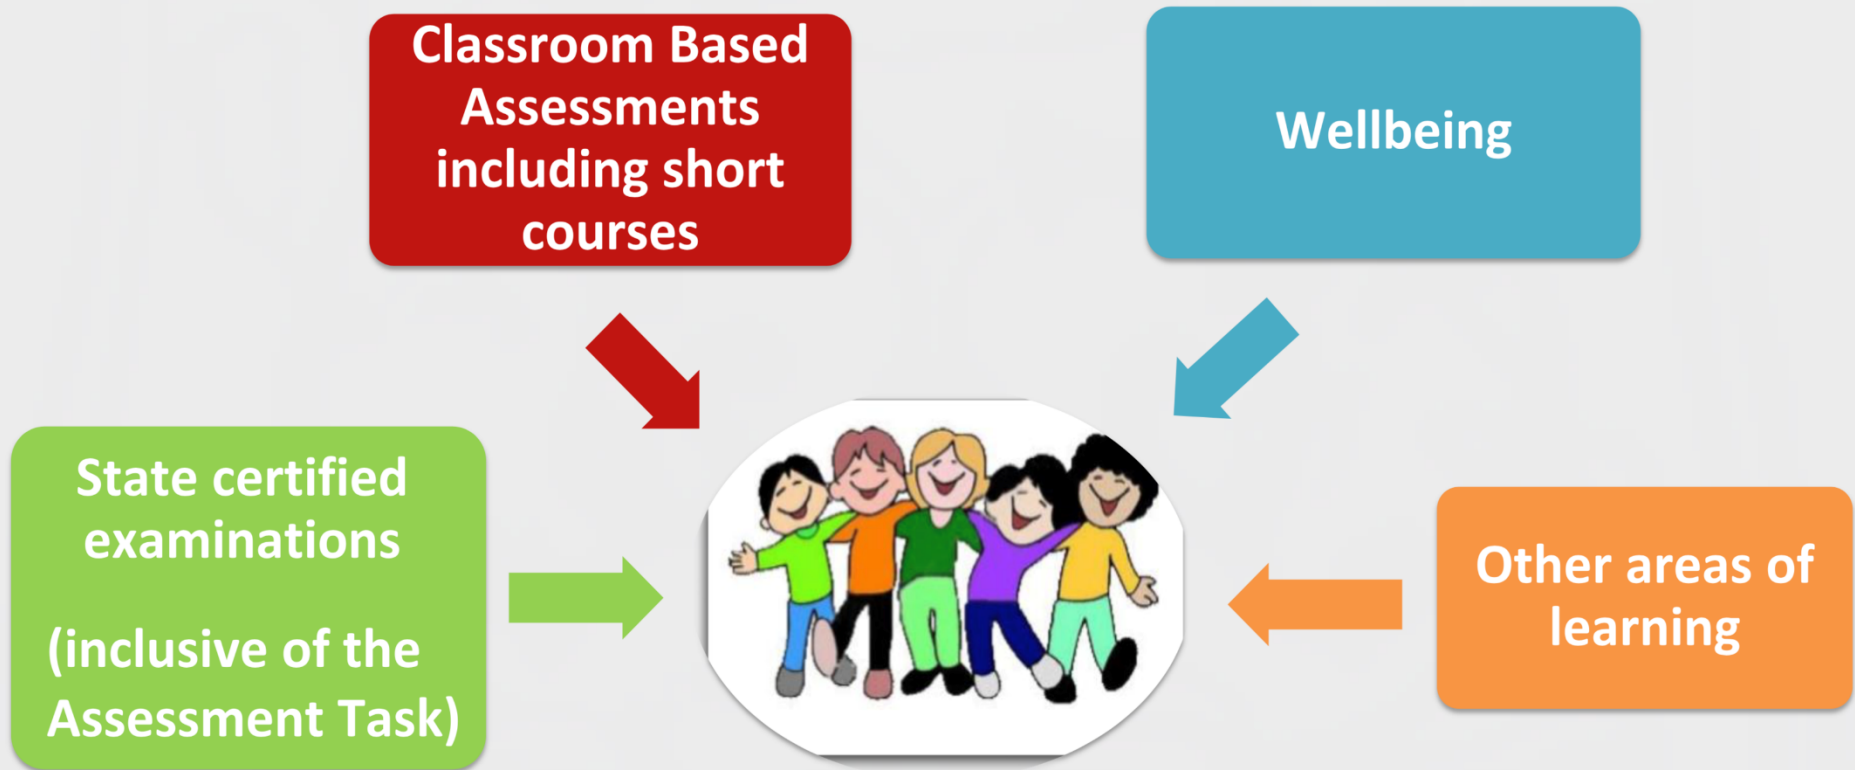 Classroom Based
Assessments
including short
courses
Wellbeing
State certified
examinations
(inclusive of the
Assessment Task)
Other areas of
learning